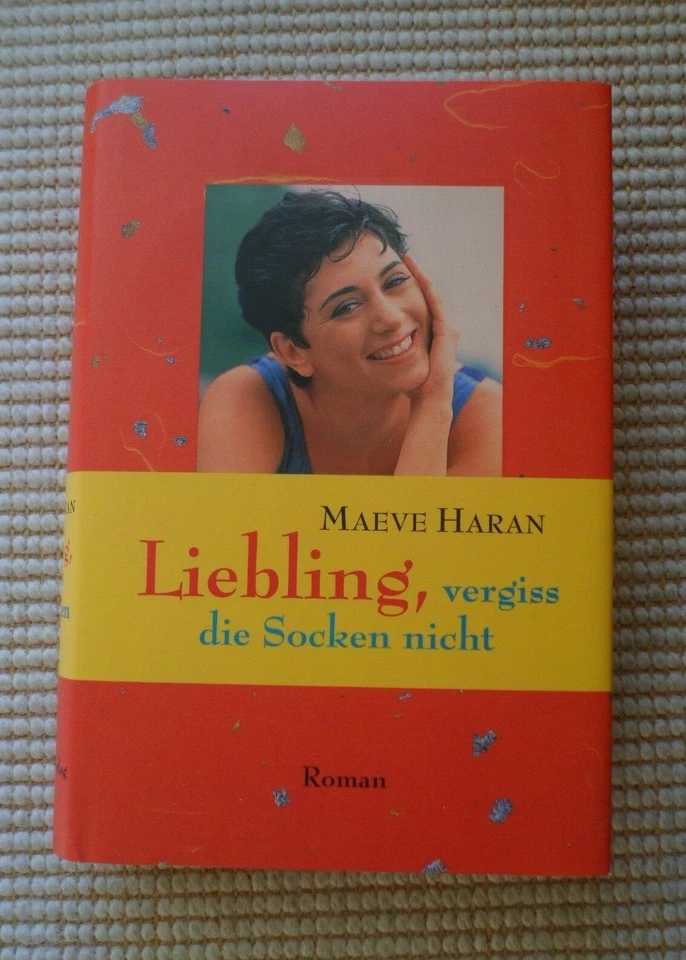 MAEVE HARAN
Liebling, vergiss
die Socken nicht
Roman